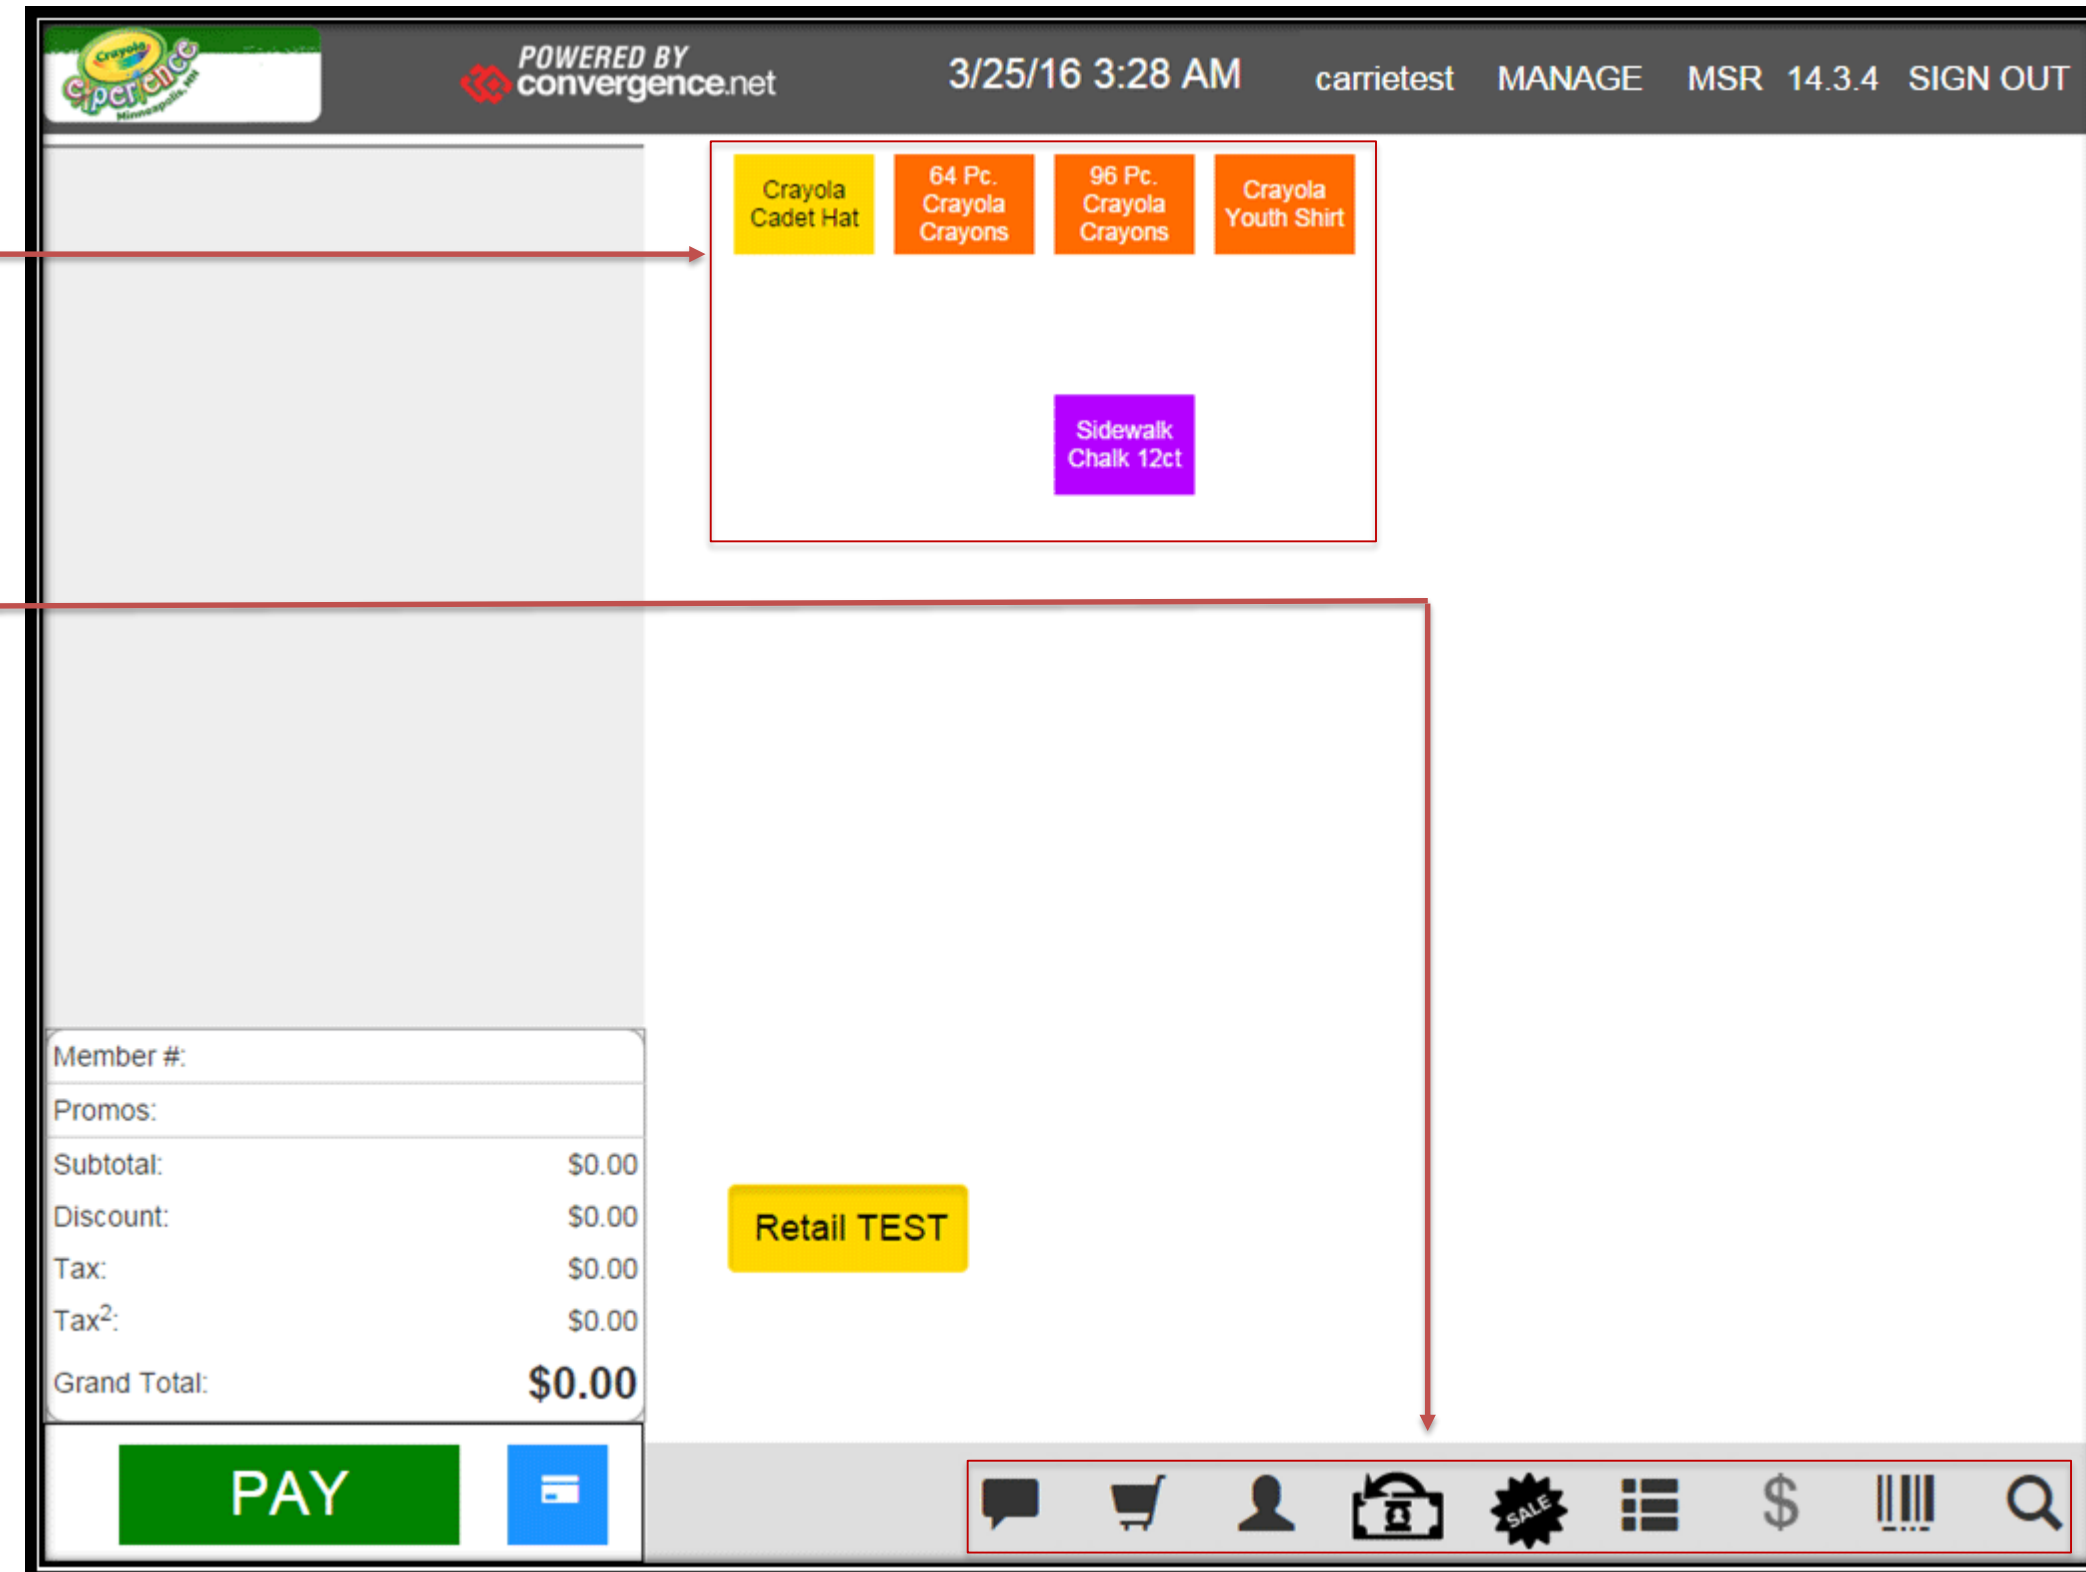 crayola
experience
Minneapolis, MN
POWERED BY
convergence.net
3/25/16 3:28 AM
carrietest
MANAGE
MSR
14.3.4
SIGN OUT
Crayola
Cadet Hat
64 Pc.
Crayola
Crayons
96 Pc.
Crayola
Crayons
Crayola
Youth Shirt
Sidewalk
Chalk 12ct
Member #:
Promos:
Subtotal: $0.00
Discount: $0.00
Tax: $0.00
Tax²: $0.00
Grand Total: $0.00
Retail TEST
PAY
SALE
$